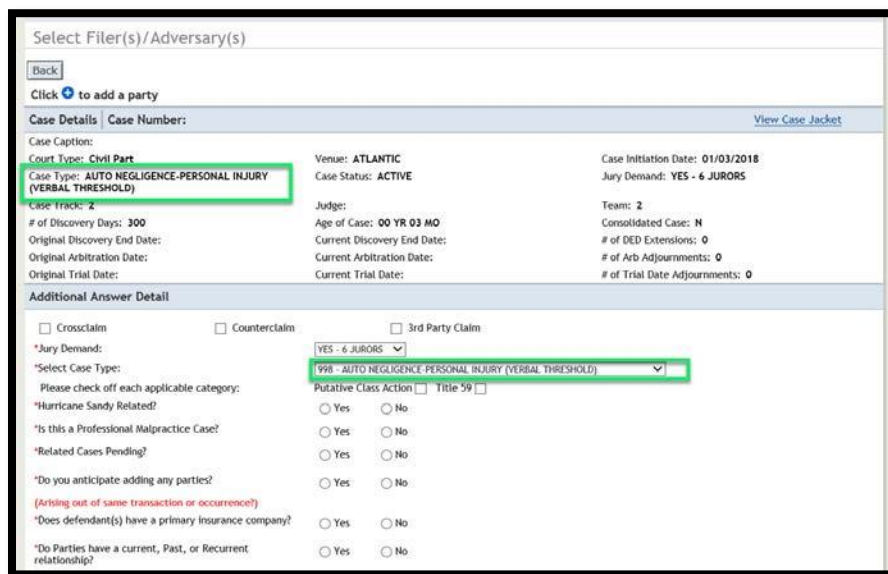 Select Filer(s)/Adversary(s)
Back
Click to add a party
Case Details Case Number: View Case Jacket
Case Caption:
Court Type: Civil Part Venue: ATLANTIC Case Initiation Date: 01/03/2018
Case Type: AUTO NEGLIGENCE-PERSONAL INJURY (VERBAL THRESHOLD) Case Status: ACTIVE Jury Demand: YES - 6 JURORS
Case Track: 2 Judge: Team: 2
# of Discovery Days: 300 Age of Case: 00 YR 03 MO Consolidated Case: N
Original Discovery End Date: Current Discovery End Date: # of DED Extensions: 0
Original Arbitration Date: Current Arbitration Date: # of Arb Adjournments: 0
Original Trial Date: Current Trial Date: # of Trial Date Adjournments: 0
Additional Answer Detail
Crossclaim Counterclaim 3rd Party Claim
*Jury Demand: YES - 6 JURORS
*Select Case Type: 998 - AUTO NEGLIGENCE-PERSONAL INJURY (VERBAL THRESHOLD)
Please check off each applicable category: Putative Class Action Title 59
*Hurricane Sandy Related? Yes No
*Is this a Professional Malpractice Case? Yes No
*Related Cases Pending? Yes No
*Do you anticipate adding any parties? Yes No
(Arising out of same transaction or occurrence?)
*Does defendant(s) have a primary insurance company? Yes No
*Do Parties have a current, Past, or Recurrent relationship? Yes No